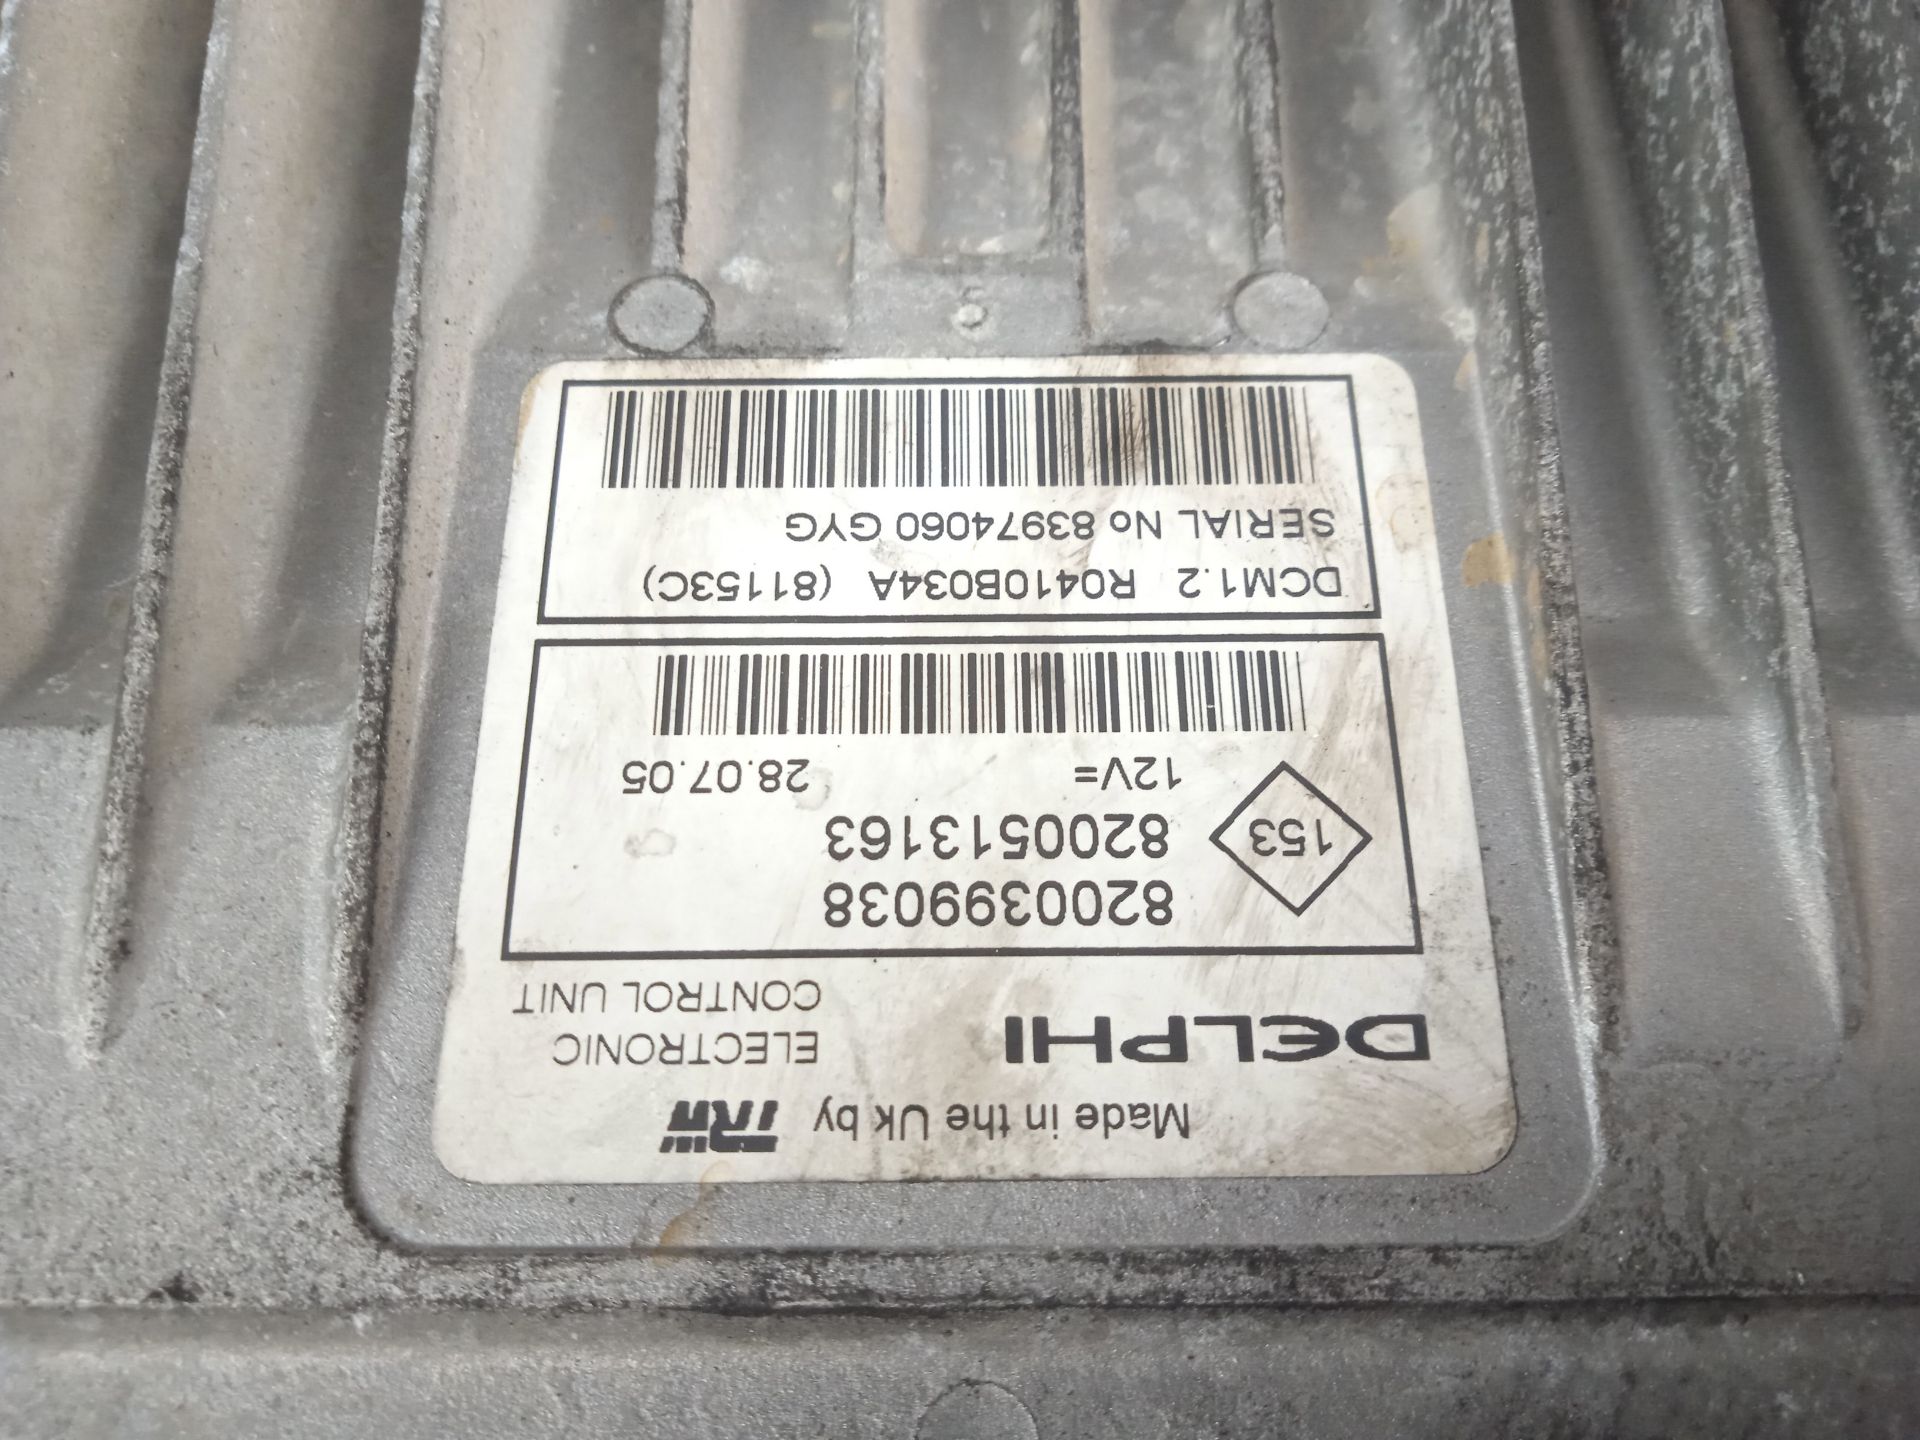 Made in the Uk by TRW
DELPHI
ELECTRONIC
CONTROL UNIT
8200399038
8200513163
153
12V= 28.07.05
DCM1.2 R0410B034A (81153C)
SERIAL No 83974060 GYG